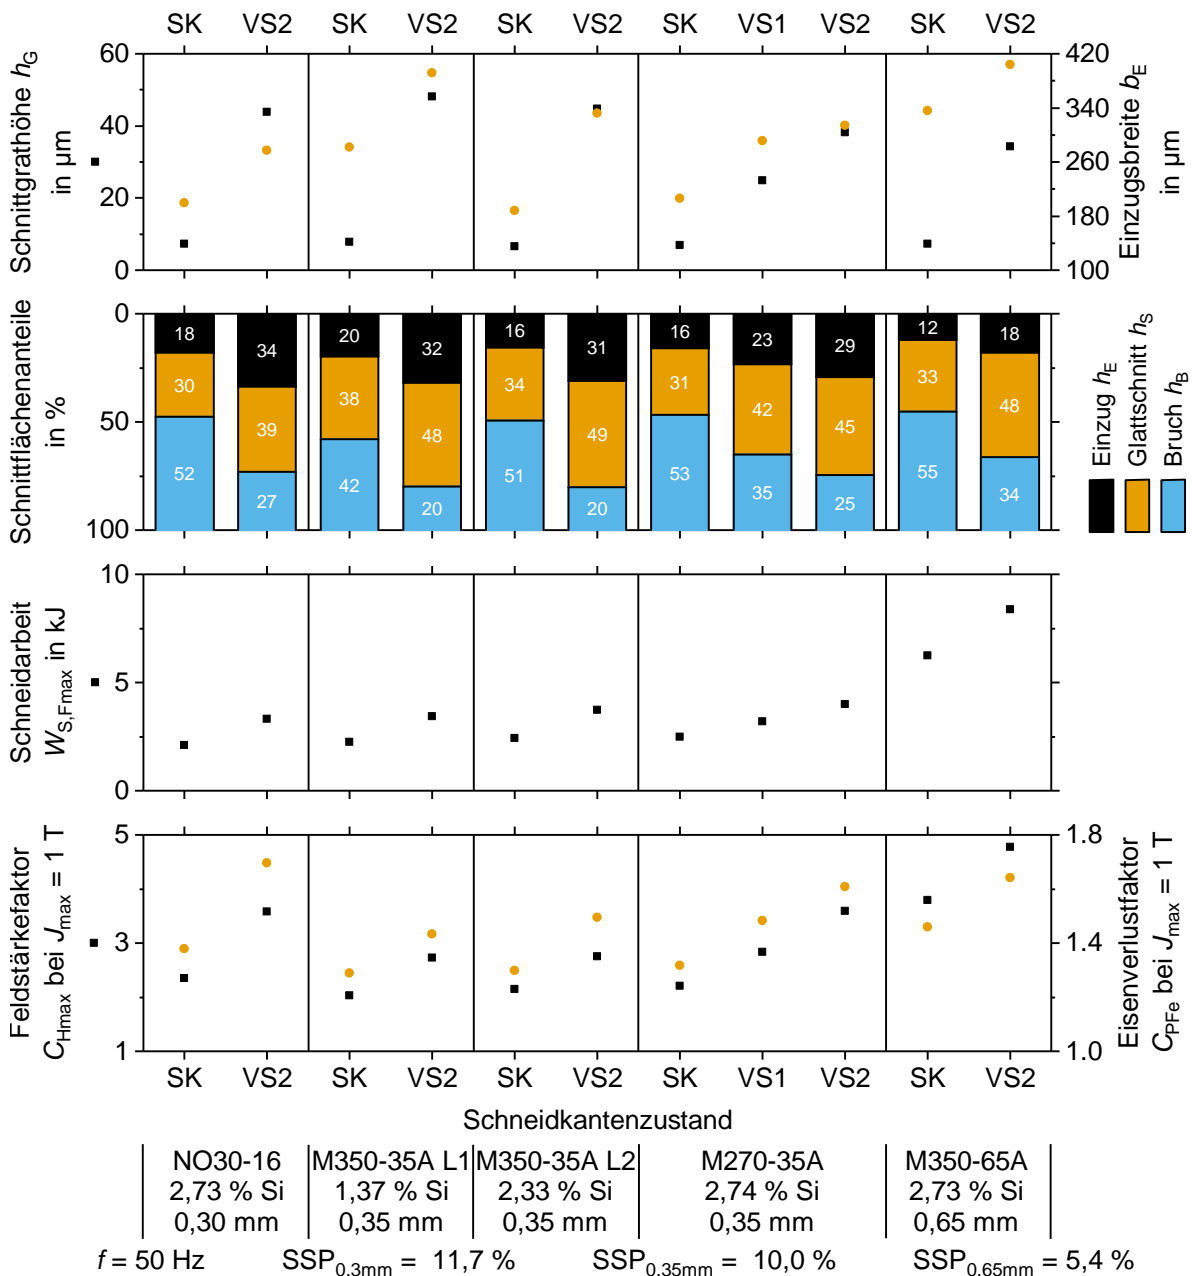 SK VS2 SK VS2 SK VS2 SK VS1 VS2 SK VS2
Schnittgrathöhe h_G
in µm
60
40
20
0
420
340
260
180
100
Einzugsbreite b_E
in µm
Schnittflächenanteile
in %
0
50
100
18 34 20 32 16 31 16 23 29 12 18
30 39 38 48 34 49 31 42 45 33 48
52 27 42 20 51 20 53 35 25 55 34
Einzug h_E
Glattschnitt h_S
Bruch h_B
Schneidarbeit
W_S,Fmax in kJ
10
5
0
Feldstärkefaktor
C_Hmax bei J_max = 1 T
5
3
1
1.8
1.4
1.0
Eisenverlustfaktor
C_PFe bei J_max = 1 T
SK VS2 SK VS2 SK VS2 SK VS1 VS2 SK VS2
Schneidkantenzustand
NO30-16 M350-35A L1 M350-35A L2 M270-35A M350-65A
2,73 % Si 1,37 % Si 2,33 % Si 2,74 % Si 2,73 % Si
0,30 mm 0,35 mm 0,35 mm 0,35 mm 0,65 mm
f = 50 Hz SSP_0.3mm = 11,7 % SSP_0.35mm = 10,0 % SSP_0.65mm = 5,4 %